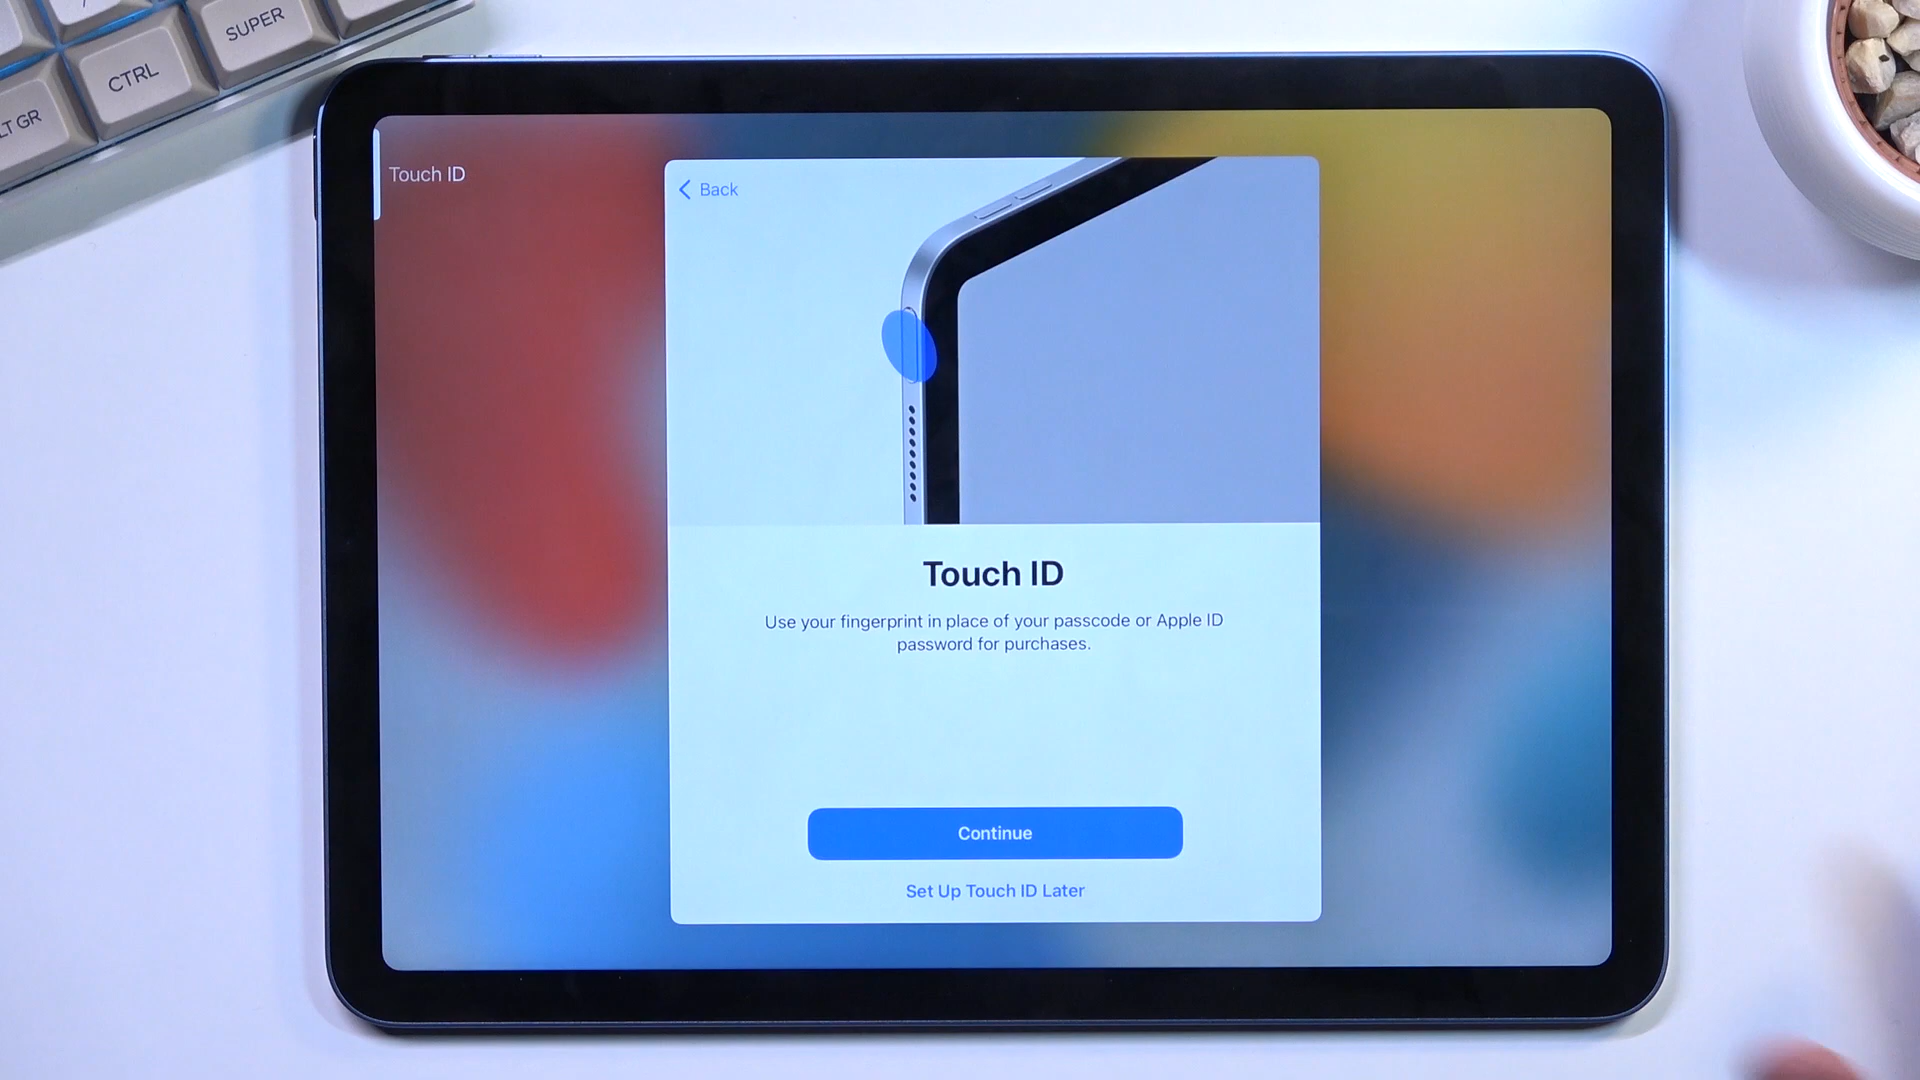 SUPER
CTRL
LT GR
Touch ID
Back
Touch ID
Use your fingerprint in place of your passcode or Apple ID
password for purchases.
Continue
Set Up Touch ID Later